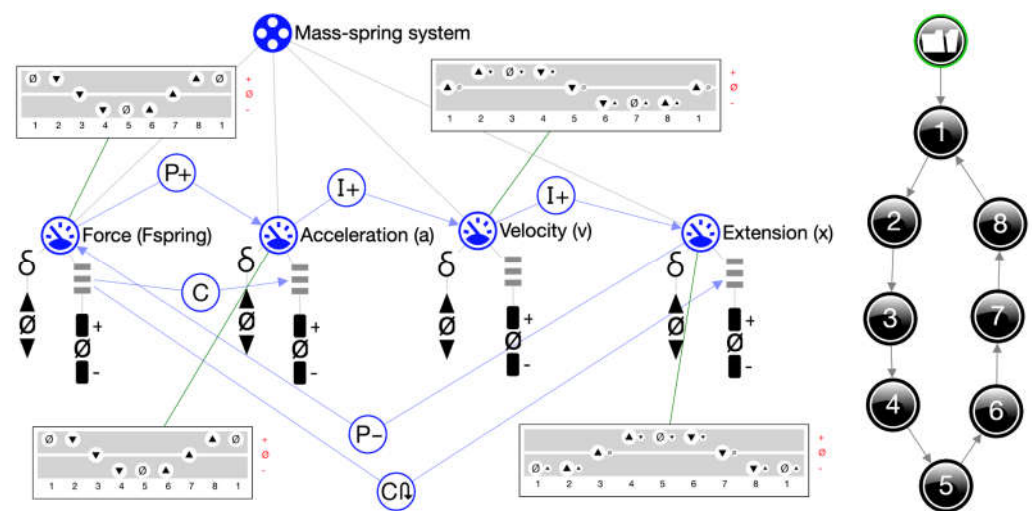 Mass-spring system
Ø
+
Ø
-
1 2 3 4 5 6 7 8 1
Ø
+
Ø
-
1 2 3 4 5 6 7 8 1
P+
I+
I+
Force (Fspring)
Acceleration (a)
Velocity (v)
Extension (x)
δ
δ
δ
δ
C
Ø
+
Ø
-
Ø
+
Ø
-
Ø
+
Ø
-
Ø
+
Ø
-
P-
C
Ø Ø Ø
+
Ø
-
1 2 3 4 5 6 7 8 1
Ø Ø Ø
+
Ø
-
1 2 3 4 5 6 7 8 1
1
2
3
4
5
6
7
8